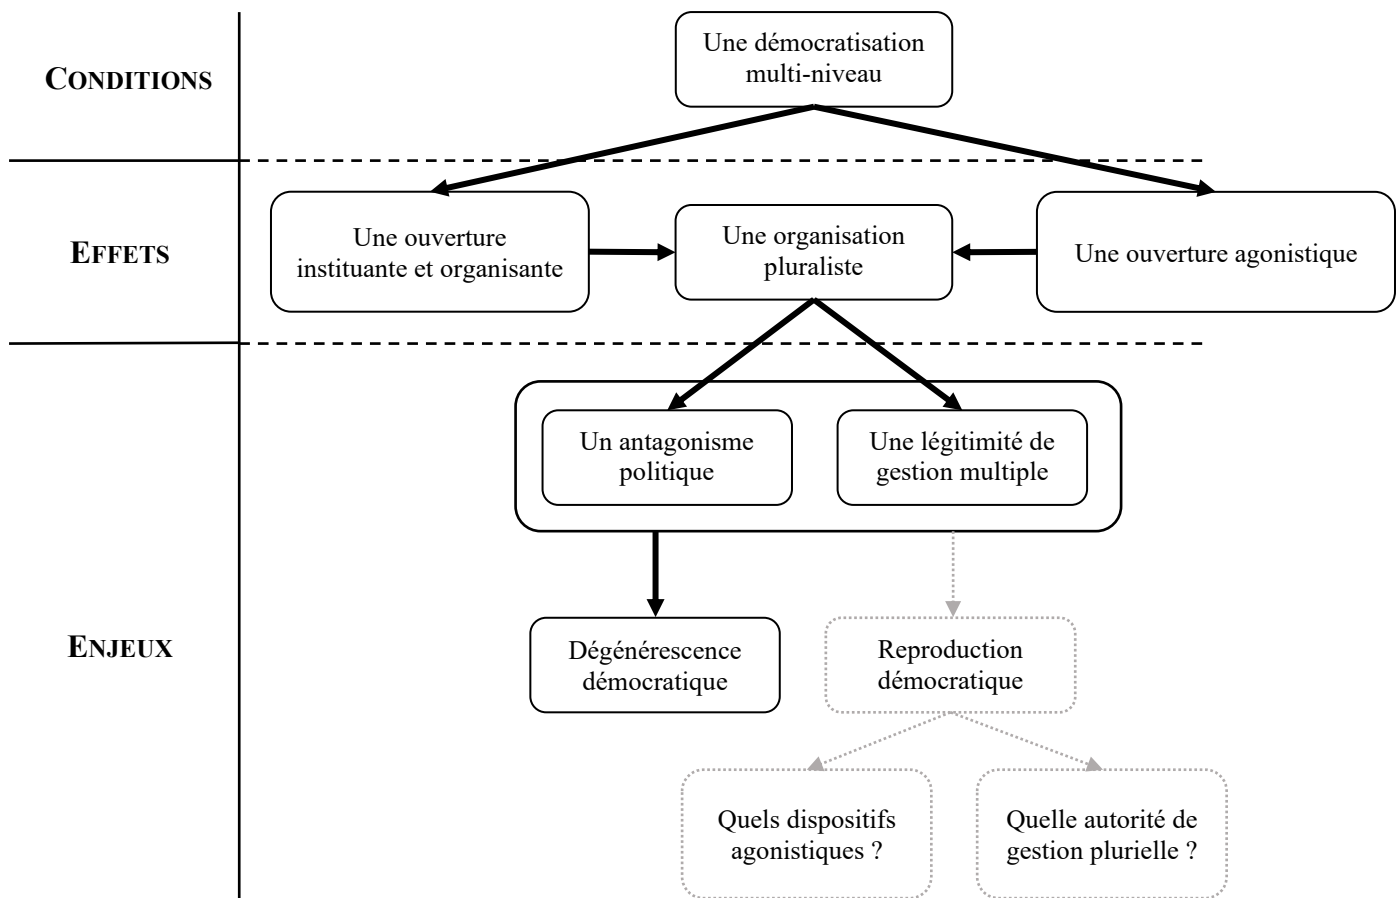 Une démocratisation
multi-niveau
CONDITIONS
EFFETS
Une ouverture
instituante et organisante
Une organisation
pluraliste
Une ouverture agonistique
Un antagonisme
politique
Une légitimité de
gestion multiple
ENJEUX
Dégénérescence
démocratique
Reproduction
démocratique
Quels dispositifs
agonistiques ?
Quelle autorité de
gestion plurielle ?